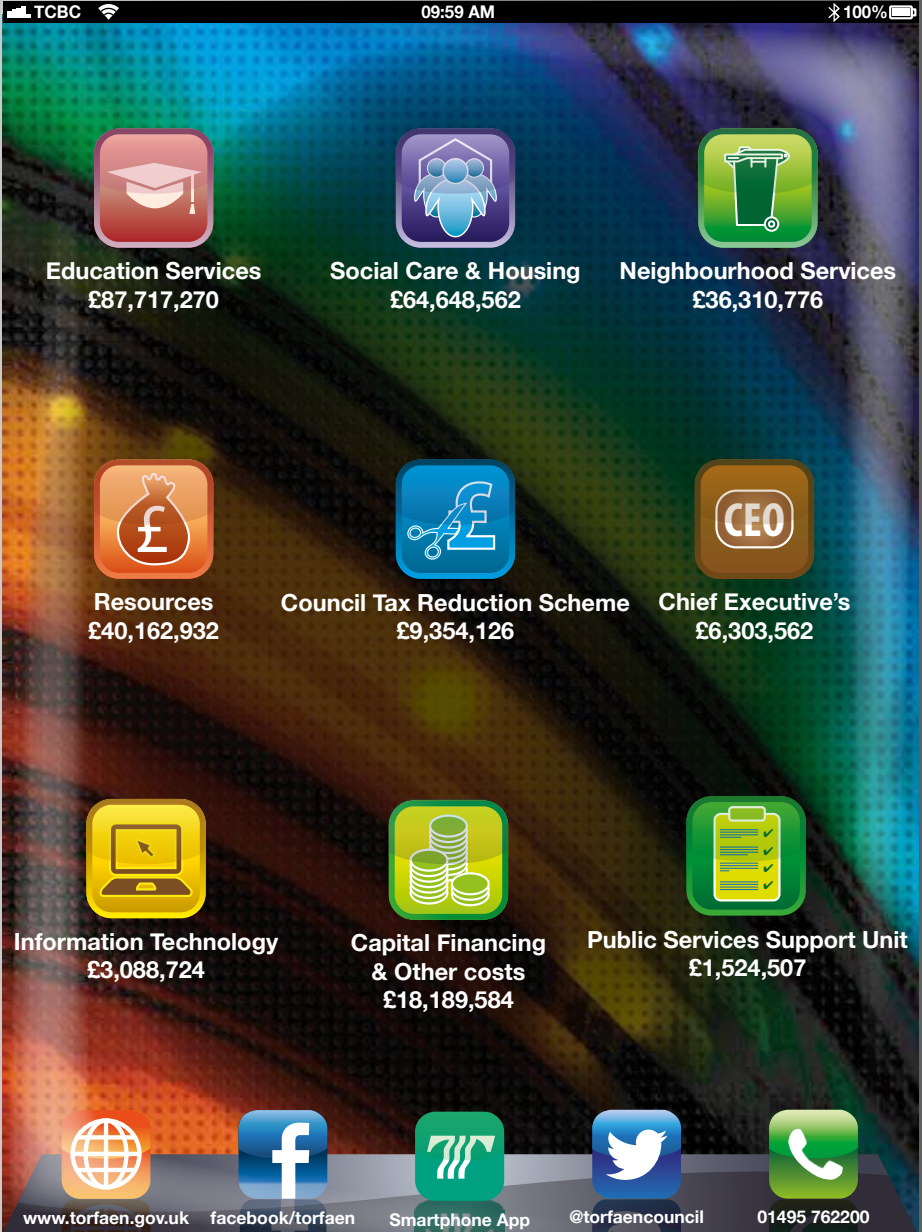 TCBC 09:59 AM 100%
Education Services
£87,717,270
Social Care & Housing
£64,648,562
Neighbourhood Services
£36,310,776
£
Resources
£40,162,932
£
Council Tax Reduction Scheme
£9,354,126
CEO
Chief Executive’s
£6,303,562
Information Technology
£3,088,724
Capital Financing
& Other costs
£18,189,584
Public Services Support Unit
£1,524,507
www.torfaen.gov.uk
f
facebook/torfaen
Smartphone App
@torfaencouncil
01495 762200